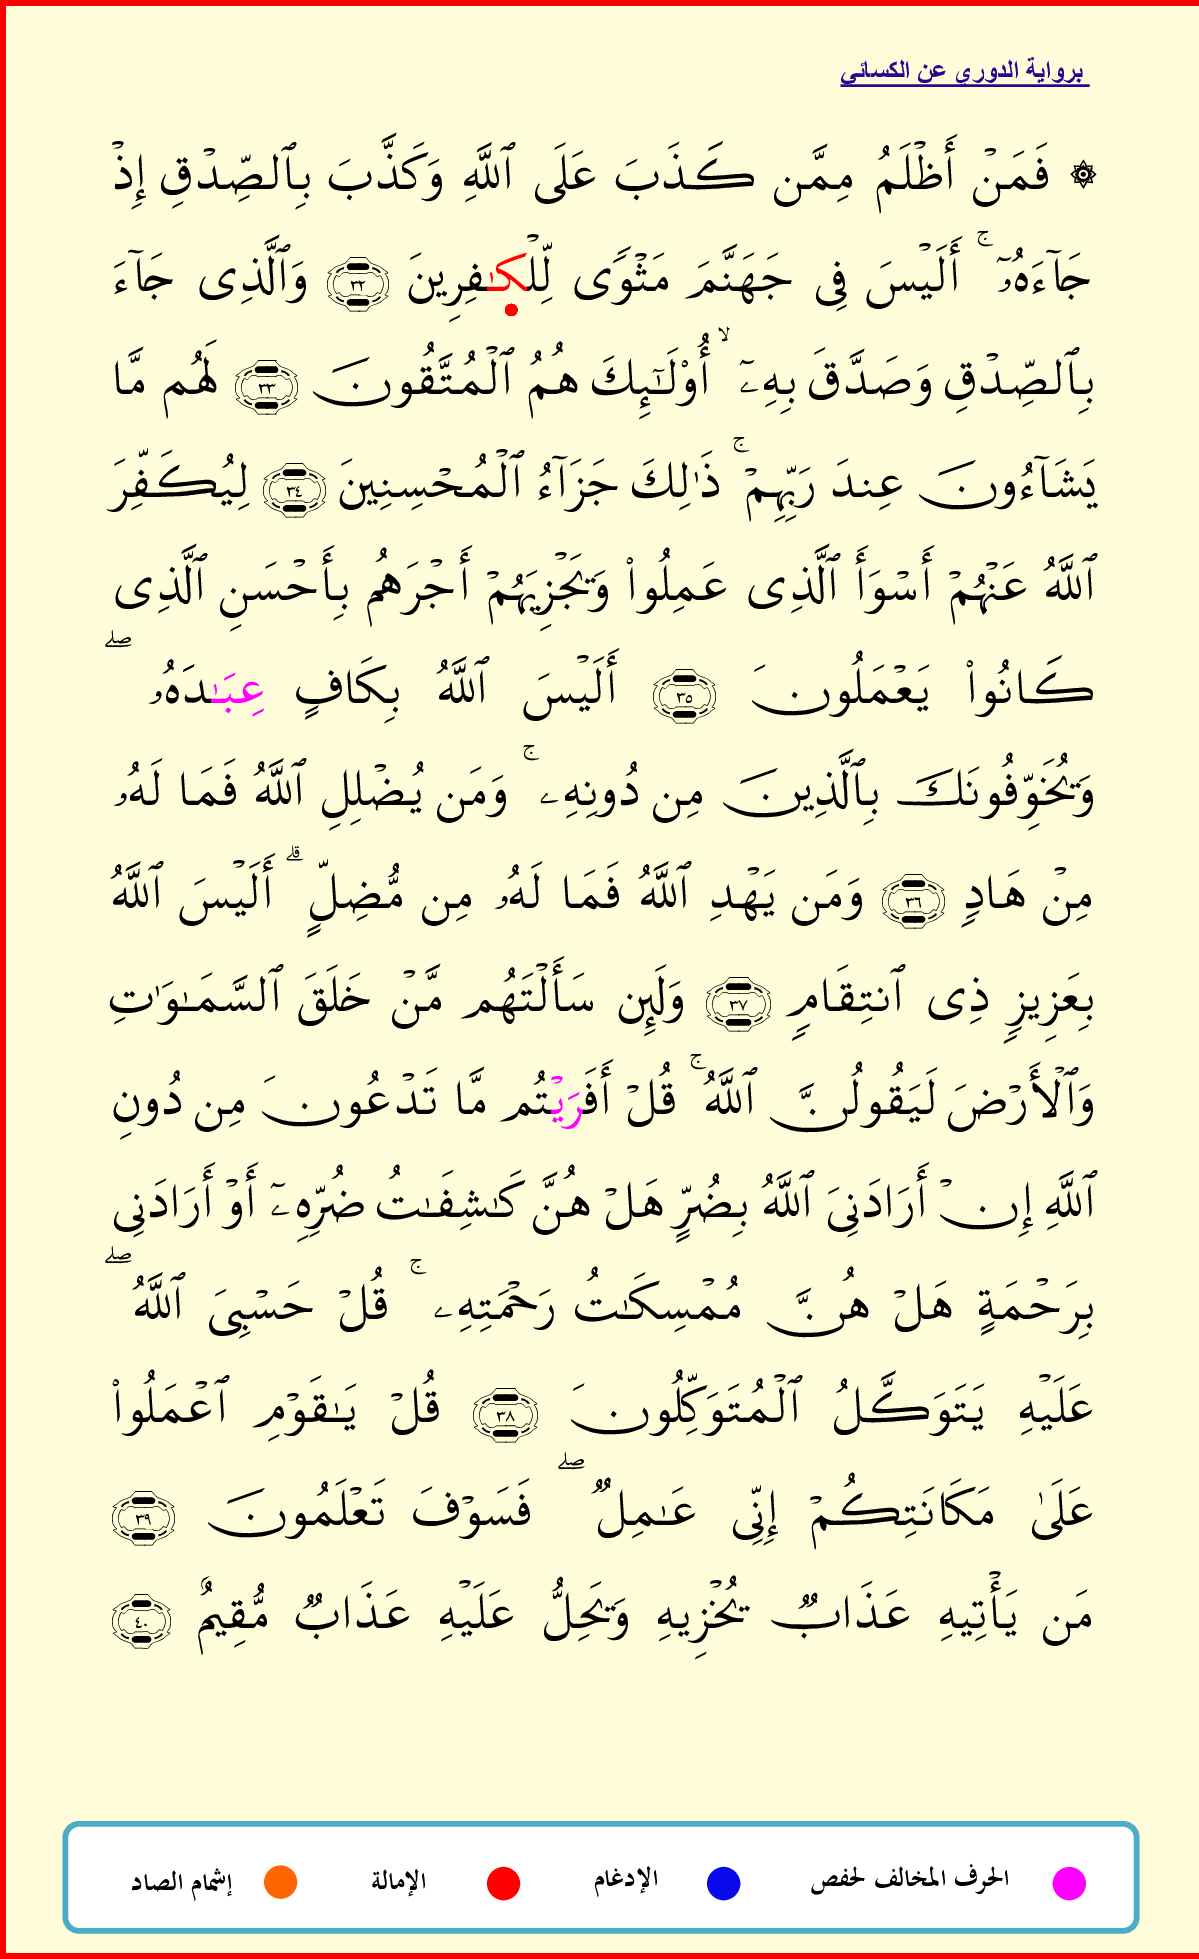 برواية الدوري عن الكسائي
۞ فَمَنۡ أَظۡلَمُ مِمَّن كَذَبَ عَلَى ٱللَّهِ وَكَذَّبَ بِٱلصِّدۡقِ إِذۡ
جَآءَهُۥٓۚ أَلَيۡسَ فِي جَهَنَّمَ مَثۡوٗى لِّلۡكَٰفِرِينَ ٣٢ وَٱلَّذِي جَآءَ
بِٱلصِّدۡقِ وَصَدَّقَ بِهِۦٓ ۙ أُوْلَٰٓئِكَ هُمُ ٱلۡمُتَّقُونَ ٣٣ لَهُم مَّا
يَشَآءُونَ عِندَ رَبِّهِمۡۚ ذَٰلِكَ جَزَآءُ ٱلۡمُحۡسِنِينَ ٣٤ لِيُكَفِّرَ
ٱللَّهُ عَنۡهُمۡ أَسۡوَأَ ٱلَّذِي عَمِلُواْ وَيَجۡزِيَهُمۡ أَجۡرَهُم بِأَحۡسَنِ ٱلَّذِي
كَانُواْ يَعۡمَلُونَ ٣٥ أَلَيۡسَ ٱللَّهُ بِكَافٍ عِبَٰدَهُۥۖ
وَيُخَوِّفُونَكَ بِٱلَّذِينَ مِن دُونِهِۦۚ وَمَن يُضۡلِلِ ٱللَّهُ فَمَا لَهُۥ
مِنۡ هَادٖ ٣٦ وَمَن يَهۡدِ ٱللَّهُ فَمَا لَهُۥ مِن مُّضِلٍّۗ أَلَيۡسَ ٱللَّهُ
بِعَزِيزٖ ذِي ٱنتِقَامٖ ٣٧ وَلَئِن سَأَلۡتَهُم مَّنۡ خَلَقَ ٱلسَّمَٰوَٰتِ
وَٱلۡأَرۡضَ لَيَقُولُنَّ ٱللَّهُۚ قُلۡ أَفَرَيۡتُم مَّا تَدۡعُونَ مِن دُونِ
ٱللَّهِ إِنۡ أَرَادَنِيَ ٱللَّهُ بِضُرٍّ هَلۡ هُنَّ كَٰشِفَٰتُ ضُرِّهِۦٓ أَوۡ أَرَادَنِي
بِرَحۡمَةٍ هَلۡ هُنَّ مُمۡسِكَٰتُ رَحۡمَتِهِۦۚ قُلۡ حَسۡبِيَ ٱللَّهُۖ
عَلَيۡهِ يَتَوَكَّلُ ٱلۡمُتَوَكِّلُونَ ٣٨ قُلۡ يَٰقَوۡمِ ٱعۡمَلُواْ
عَلَىٰ مَكَانَتِكُمۡ إِنِّي عَٰمِلٞۖ فَسَوۡفَ تَعۡلَمُونَ ٣٩
مَن يَأۡتِيهِ عَذَابٞ يُخۡزِيهِ وَيَحِلُّ عَلَيۡهِ عَذَابٞ مُّقِيمٌ ٤٠
الحرف المخالف لحفص الإدغام الإمالة إشمام الصاد